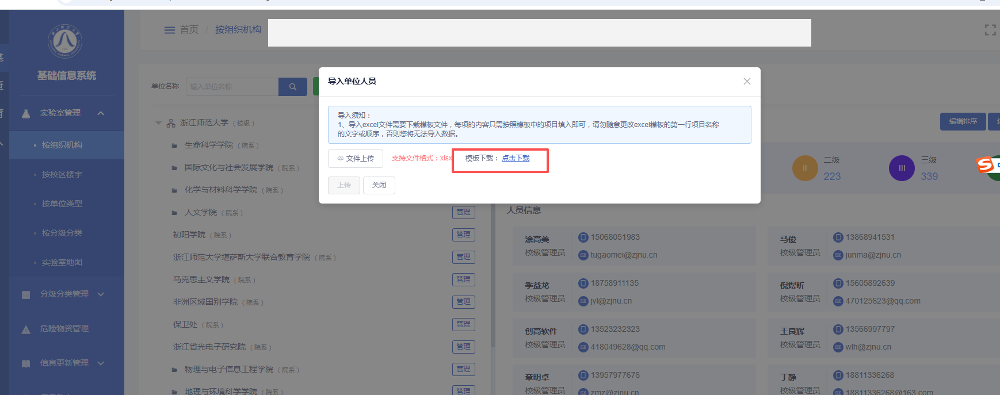 首页 / 按组织机构
基础信息系统
实验室管理
按组织机构
按校区楼宇
按单位类型
按分级分类
实验室地图
分级分类管理
危险物资管理
信息更新管理
单位名称 输入单位名称
浙江师范大学（校级）
生命科学学院（院系）
国际文化与社会发展学院（院系）
化学与材料科学学院（院系）
人文学院（院系） 管理
初阳学院（院系） 管理
浙江师范大学堪萨斯大学联合教育学院（院系） 管理
马克思主义学院（院系） 管理
非洲区域国别学院（院系） 管理
保卫处（院系） 管理
浙江省光电子研究院（院系） 管理
物理与电子信息工程学院（院系） 管理
地理与环境科学学院（院系） 管理
导入单位人员
导入须知：
1、导入excel文件需要下载模板文件，每项的内容只需按照模板中的项目填入即可，请勿随意更改excel模板的第一行项目名称
的文字或顺序，否则您将无法导入数据。
文件上传 支持文件格式：xlsx 模板下载： 点击下载
上传 关闭
编辑排序
II 二级 223
III 三级 339
人员信息
涂高美 15068051983
校级管理员 tugaomei@zjnu.cn
马俊 13868941531
校级管理员 junma@zjnu.cn
季益龙 18758911135
校级管理员 jyl@zjnu.cn
倪煜昕 15605892639
校级管理员 470125623@qq.com
创高软件 13523232323
校级管理员 418049628@qq.com
王良辉 13566997797
校级管理员 wlh@zjnu.cn
章明卓 13957977676
校级管理员 zmz@zjnu.cn
丁静 18811336268
校级管理员 18811336268@163.com